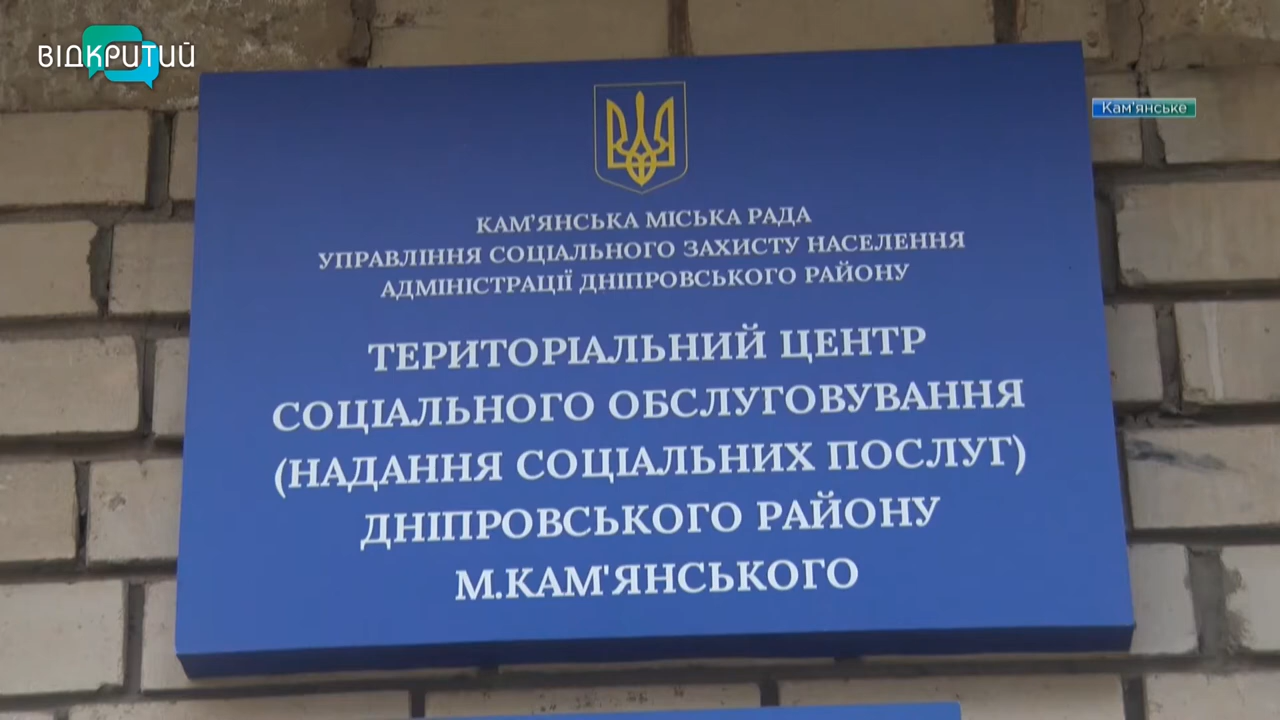 ВІДКРИТИЙ
Кам'янське
КАМ’ЯНСЬКА МІСЬКА РАДА
УПРАВЛІННЯ СОЦІАЛЬНОГО ЗАХИСТУ НАСЕЛЕННЯ
АДМІНІСТРАЦІЇ ДНІПРОВСЬКОГО РАЙОНУ
ТЕРИТОРІАЛЬНИЙ ЦЕНТР
СОЦІАЛЬНОГО ОБСЛУГОВУВАННЯ
(НАДАННЯ СОЦІАЛЬНИХ ПОСЛУГ)
ДНІПРОВСЬКОГО РАЙОНУ
М.КАМ'ЯНСЬКОГО